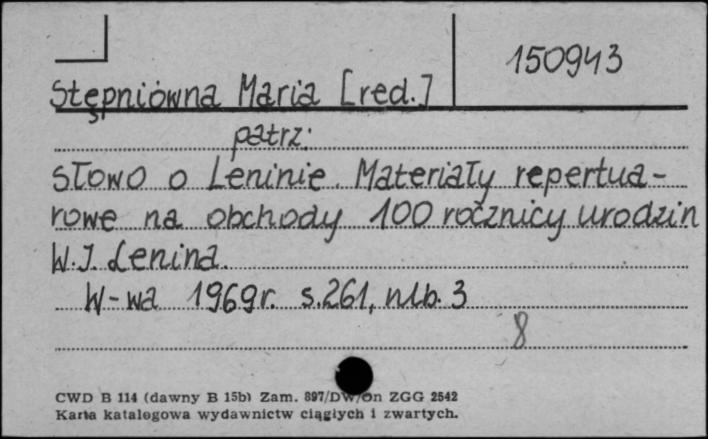 150943
Stępniówna Maria [red.]
patrz:
Słowo o Leninie. Materiały repertua-
rowe na obchody 100 rocznicy urodzin
W.I. Lenina.
W-wa 1969r. s.261, nlb. 3
8
CWD B 114 (dawny B 15b) Zam. 897/DW/On ZGG 2542
Karta katalogowa wydawnictw ciągłych i zwartych.